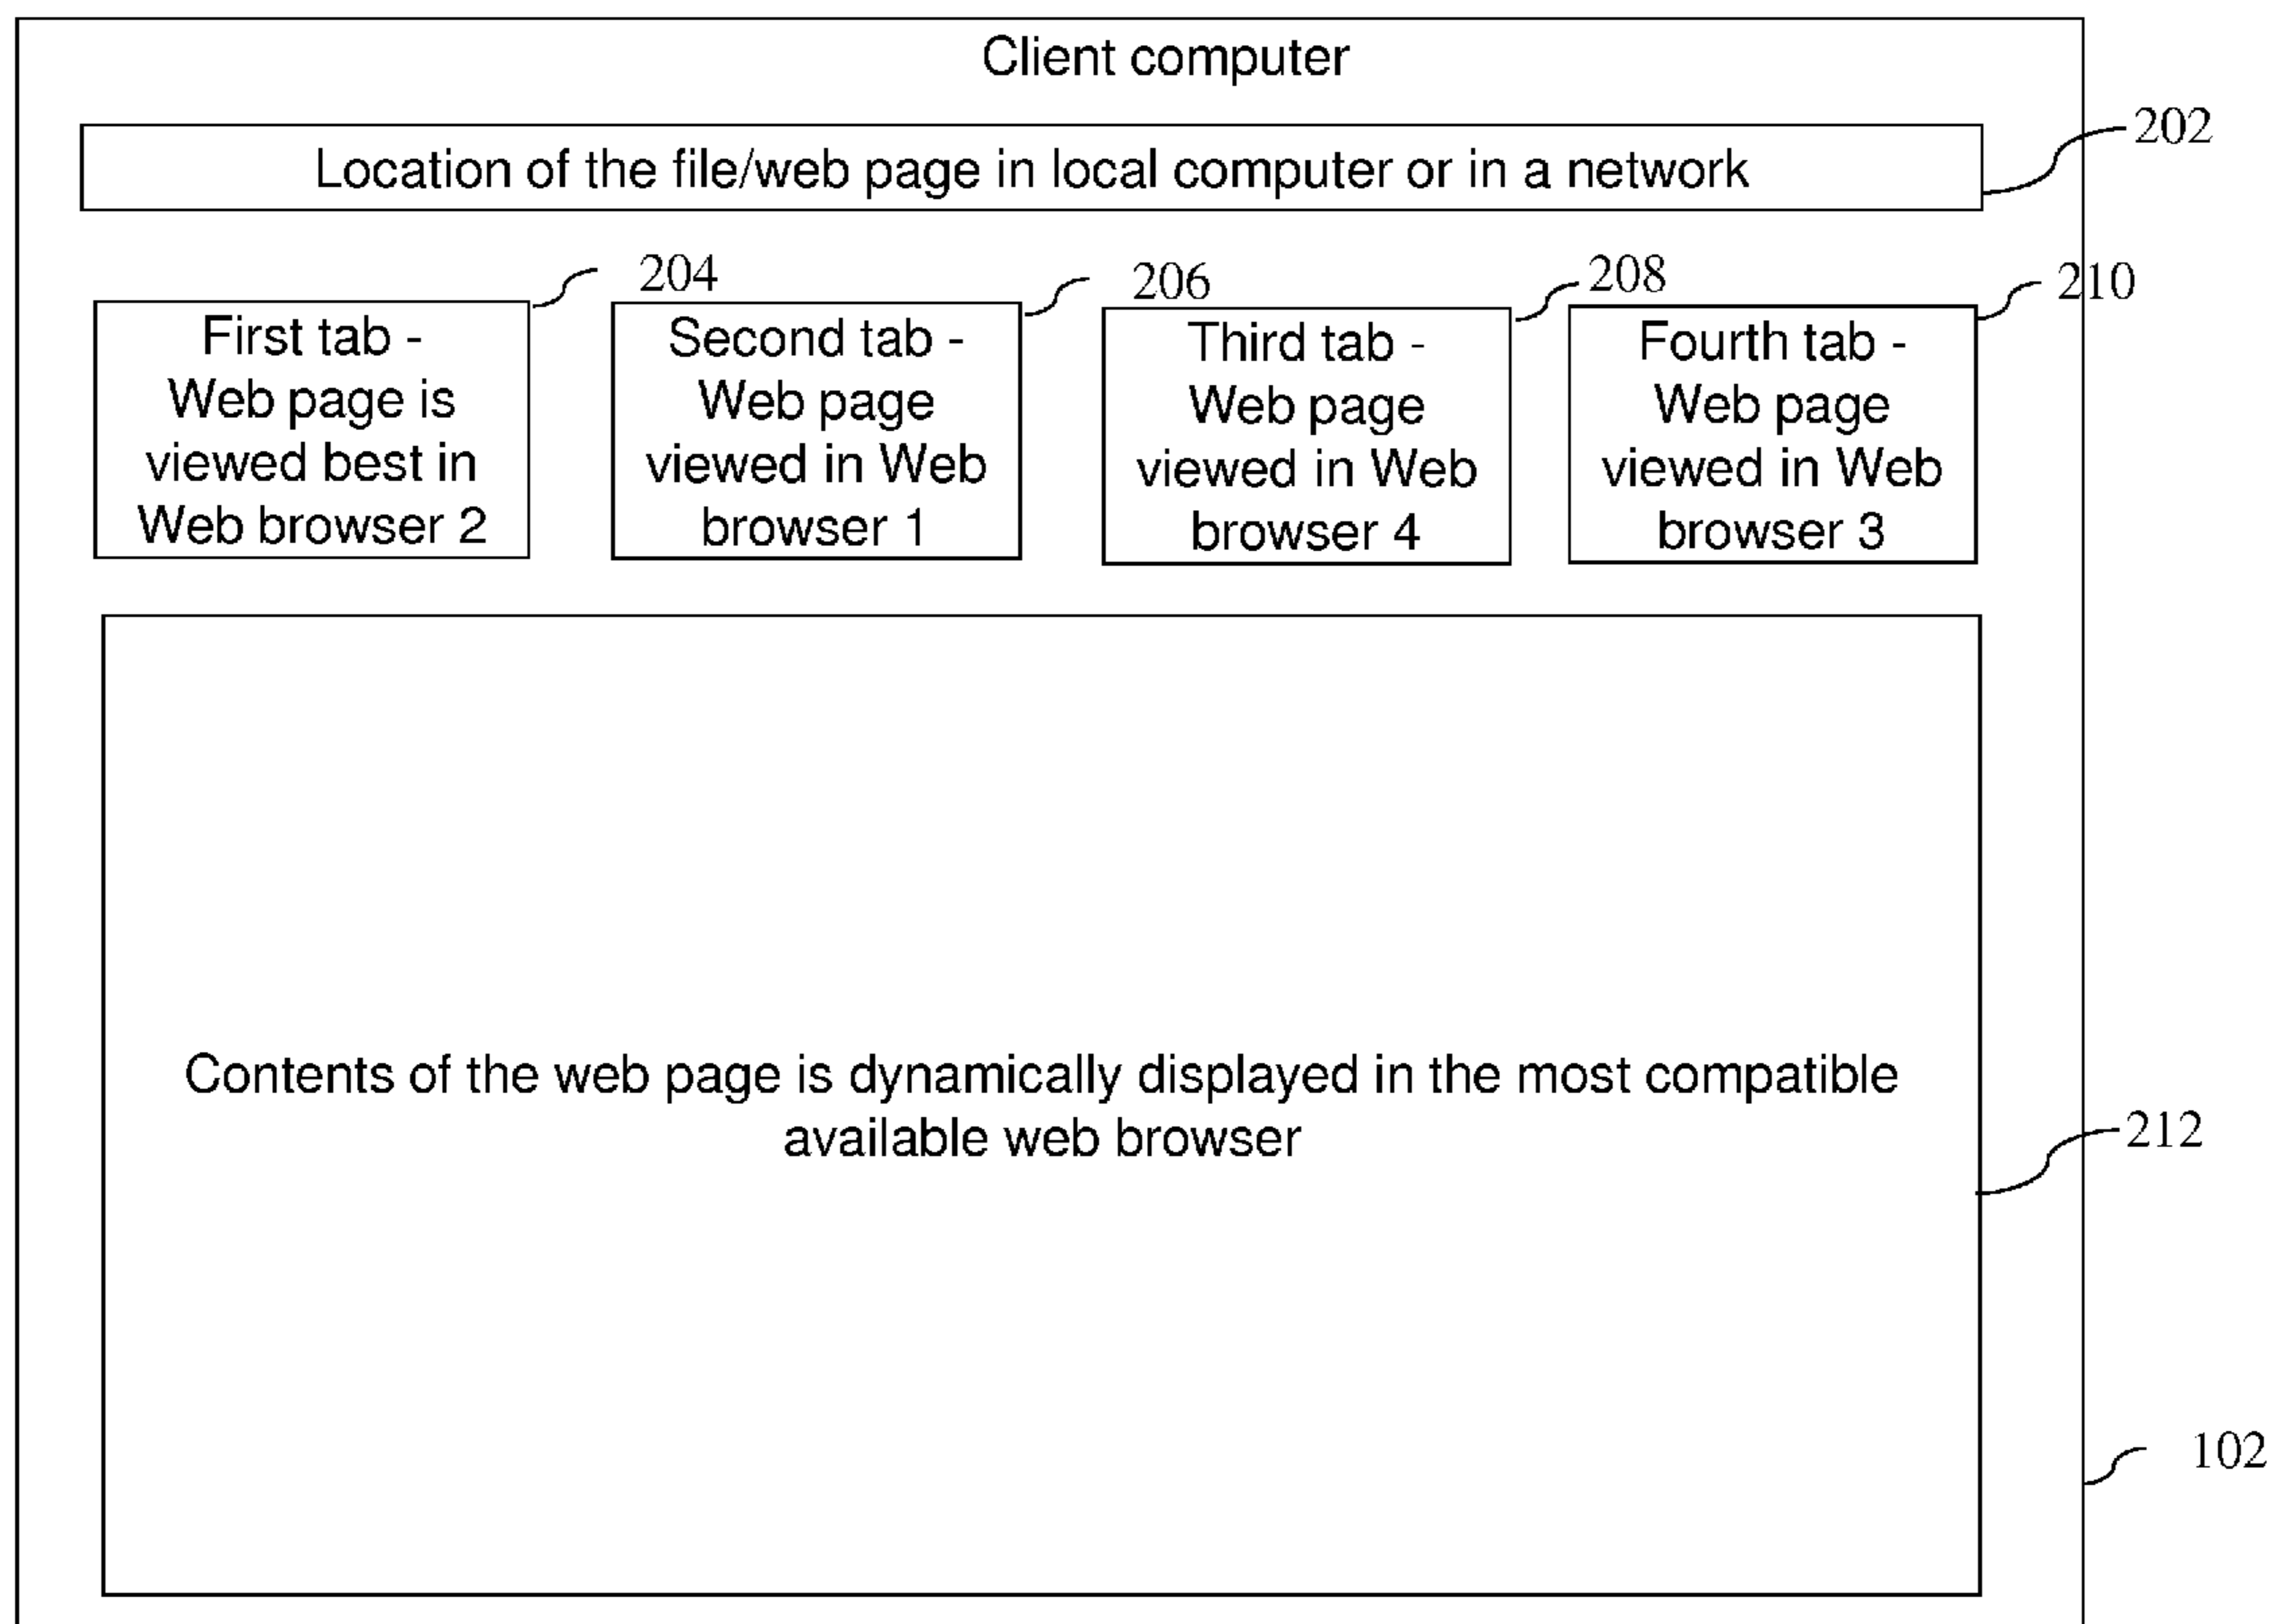 Client computer
202
Location of the file/web page in local computer or in a network
204
206
208
210
First tab -
Web page is
viewed best in
Web browser 2
Second tab -
Web page
viewed in Web
browser 1
Third tab -
Web page
viewed in Web
browser 4
Fourth tab -
Web page
viewed in Web
browser 3
Contents of the web page is dynamically displayed in the most compatible
available web browser
212
102